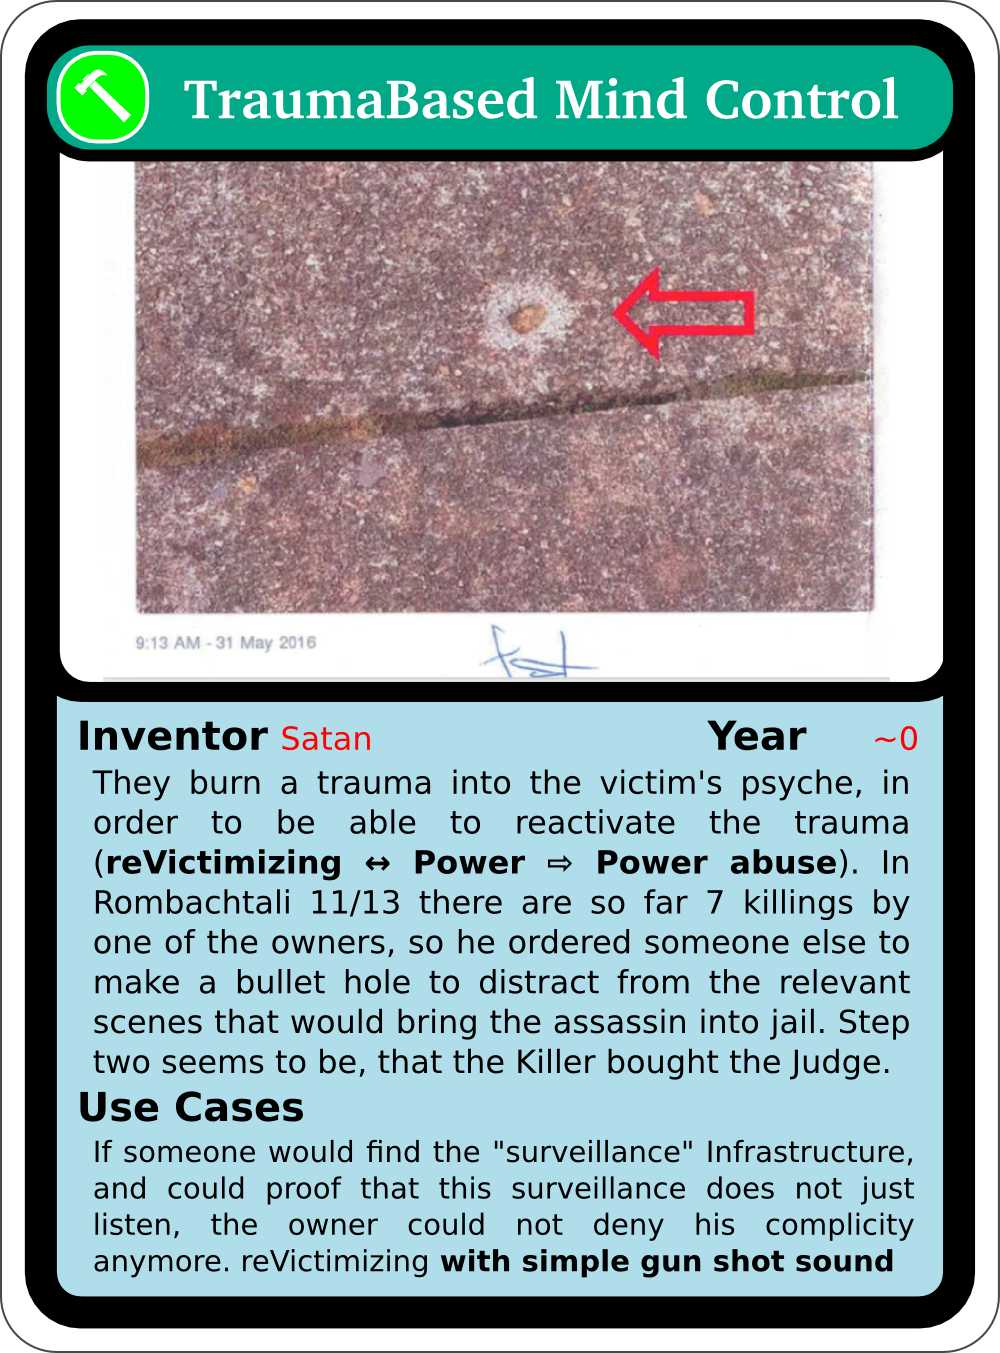 TraumaBased Mind Control
9:13 AM - 31 May 2016
Inventor Satan Year ~0
They burn a trauma into the victim's psyche, in
order to be able to reactivate the trauma
(reVictimizing ↔ Power ⇨ Power abuse). In
Rombachtali 11/13 there are so far 7 killings by
one of the owners, so he ordered someone else to
make a bullet hole to distract from the relevant
scenes that would bring the assassin into jail. Step
two seems to be, that the Killer bought the Judge.
Use Cases
If someone would find the "surveillance" Infrastructure,
and could proof that this surveillance does not just
listen, the owner could not deny his complicity
anymore. reVictimizing with simple gun shot sound